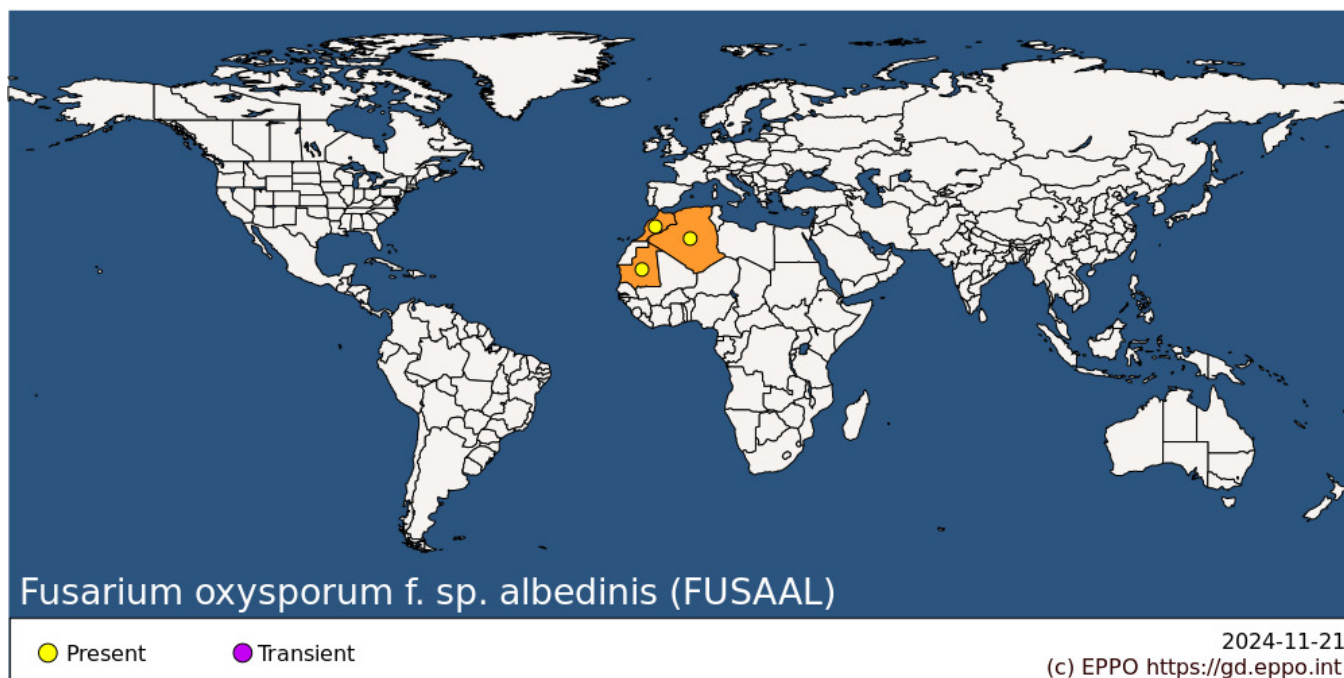 Fusarium oxysporum f. sp. albedinis (FUSAAL)
Present
Transient
2024-11-21
(c) EPPO https://gd.eppo.int